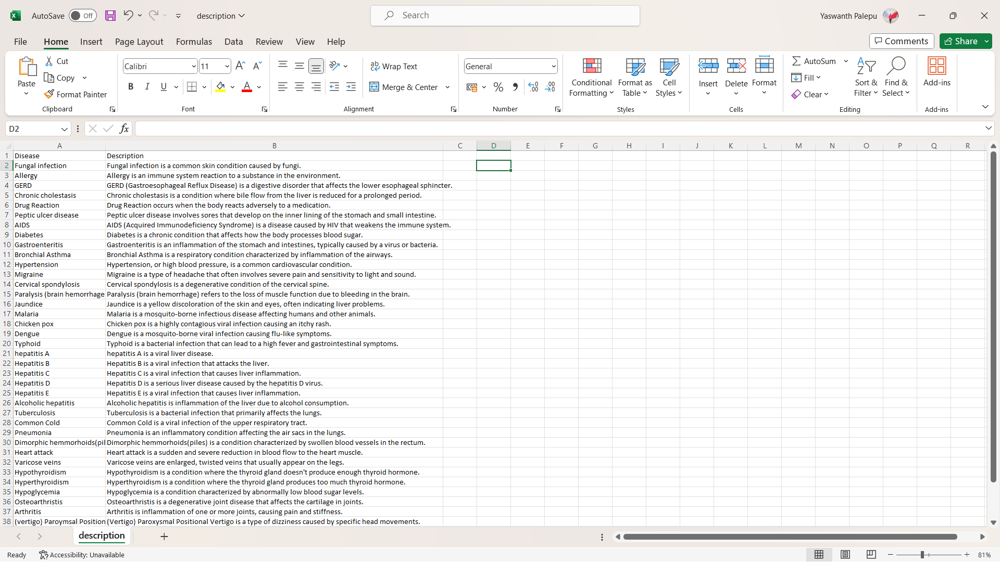 AutoSave Off description Search Yaswanth Palepu
File Home Insert Page Layout Formulas Data Review View Help Comments Share
Paste Cut Copy Format Painter Clipboard
Calibri 11 B I U A Font
Wrap Text Merge & Center Alignment
General % Number
Conditional Formatting Format as Table Cell Styles Styles
Insert Delete Format Cells
AutoSum Fill Clear Sort & Filter Find & Select Editing
Add-ins Add-ins
D2 fx
A B C D E F G H I J K L M N O P Q R
1 Disease Description
2 Fungal infection Fungal infection is a common skin condition caused by fungi.
3 Allergy Allergy is an immune system reaction to a substance in the environment.
4 GERD GERD (Gastroesophageal Reflux Disease) is a digestive disorder that affects the lower esophageal sphincter.
5 Chronic cholestasis Chronic cholestasis is a condition where bile flow from the liver is reduced for a prolonged period.
6 Drug Reaction Drug Reaction occurs when the body reacts adversely to a medication.
7 Peptic ulcer disease Peptic ulcer disease involves sores that develop on the inner lining of the stomach and small intestine.
8 AIDS AIDS (Acquired Immunodeficiency Syndrome) is a disease caused by HIV that weakens the immune system.
9 Diabetes Diabetes is a chronic condition that affects how the body processes blood sugar.
10 Gastroenteritis Gastroenteritis is an inflammation of the stomach and intestines, typically caused by a virus or bacteria.
11 Bronchial Asthma Bronchial Asthma is a respiratory condition characterized by inflammation of the airways.
12 Hypertension Hypertension, or high blood pressure, is a common cardiovascular condition.
13 Migraine Migraine is a type of headache that often involves severe pain and sensitivity to light and sound.
14 Cervical spondylosis Cervical spondylosis is a degenerative condition of the cervical spine.
15 Paralysis (brain hemorrhage Paralysis (brain hemorrhage) refers to the loss of muscle function due to bleeding in the brain.
16 Jaundice Jaundice is a yellow discoloration of the skin and eyes, often indicating liver problems.
17 Malaria Malaria is a mosquito-borne infectious disease affecting humans and other animals.
18 Chicken pox Chicken pox is a highly contagious viral infection causing an itchy rash.
19 Dengue Dengue is a mosquito-borne viral infection causing flu-like symptoms.
20 Typhoid Typhoid is a bacterial infection that can lead to a high fever and gastrointestinal symptoms.
21 hepatitis A hepatitis A is a viral liver disease.
22 Hepatitis B Hepatitis B is a viral infection that attacks the liver.
23 Hepatitis C Hepatitis C is a viral infection that causes liver inflammation.
24 Hepatitis D Hepatitis D is a serious liver disease caused by the hepatitis D virus.
25 Hepatitis E Hepatitis E is a viral infection that causes liver inflammation.
26 Alcoholic hepatitis Alcoholic hepatitis is inflammation of the liver due to alcohol consumption.
27 Tuberculosis Tuberculosis is a bacterial infection that primarily affects the lungs.
28 Common Cold Common Cold is a viral infection of the upper respiratory tract.
29 Pneumonia Pneumonia is an inflammatory condition affecting the air sacs in the lungs.
30 Dimorphic hemmorhoids(pil Dimorphic hemmorhoids(piles) is a condition characterized by swollen blood vessels in the rectum.
31 Heart attack Heart attack is a sudden and severe reduction in blood flow to the heart muscle.
32 Varicose veins Varicose veins are enlarged, twisted veins that usually appear on the legs.
33 Hypothyroidism Hypothyroidism is a condition where the thyroid gland doesn't produce enough thyroid hormone.
34 Hyperthyroidism Hyperthyroidism is a condition where the thyroid gland produces too much thyroid hormone.
35 Hypoglycemia Hypoglycemia is a condition characterized by abnormally low blood sugar levels.
36 Osteoarthristis Osteoarthristis is a degenerative joint disease that affects the cartilage in joints.
37 Arthritis Arthritis is inflammation of one or more joints, causing pain and stiffness.
38 (vertigo) Paroymsal Position (Vertigo) Paroxysmal Positional Vertigo is a type of dizziness caused by specific head movements.
description
Ready Accessibility: Unavailable 81%